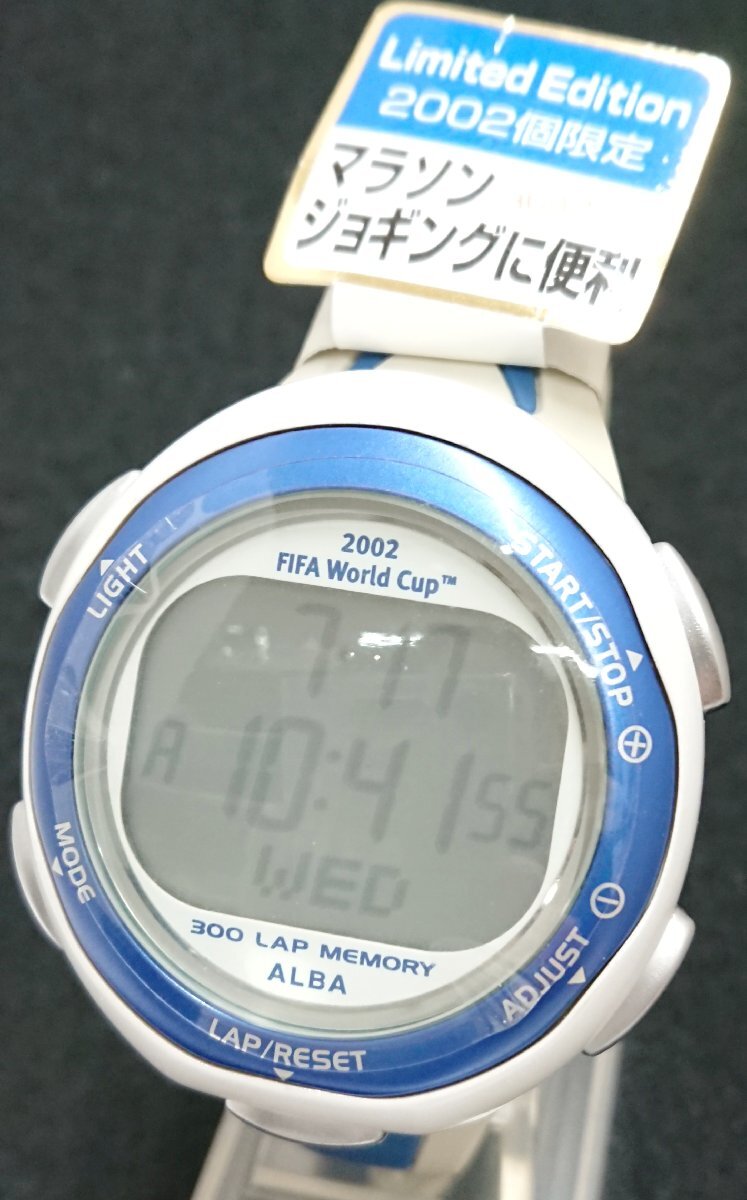 Limited Edition
2002個限定
マラソン
ジョギングに便利
2002
FIFA World Cup™
LIGHT
START/STOP
7-17
A 10:41 55
WED
MODE
300 LAP MEMORY
ALBA
ADJUST
LAP/RESET